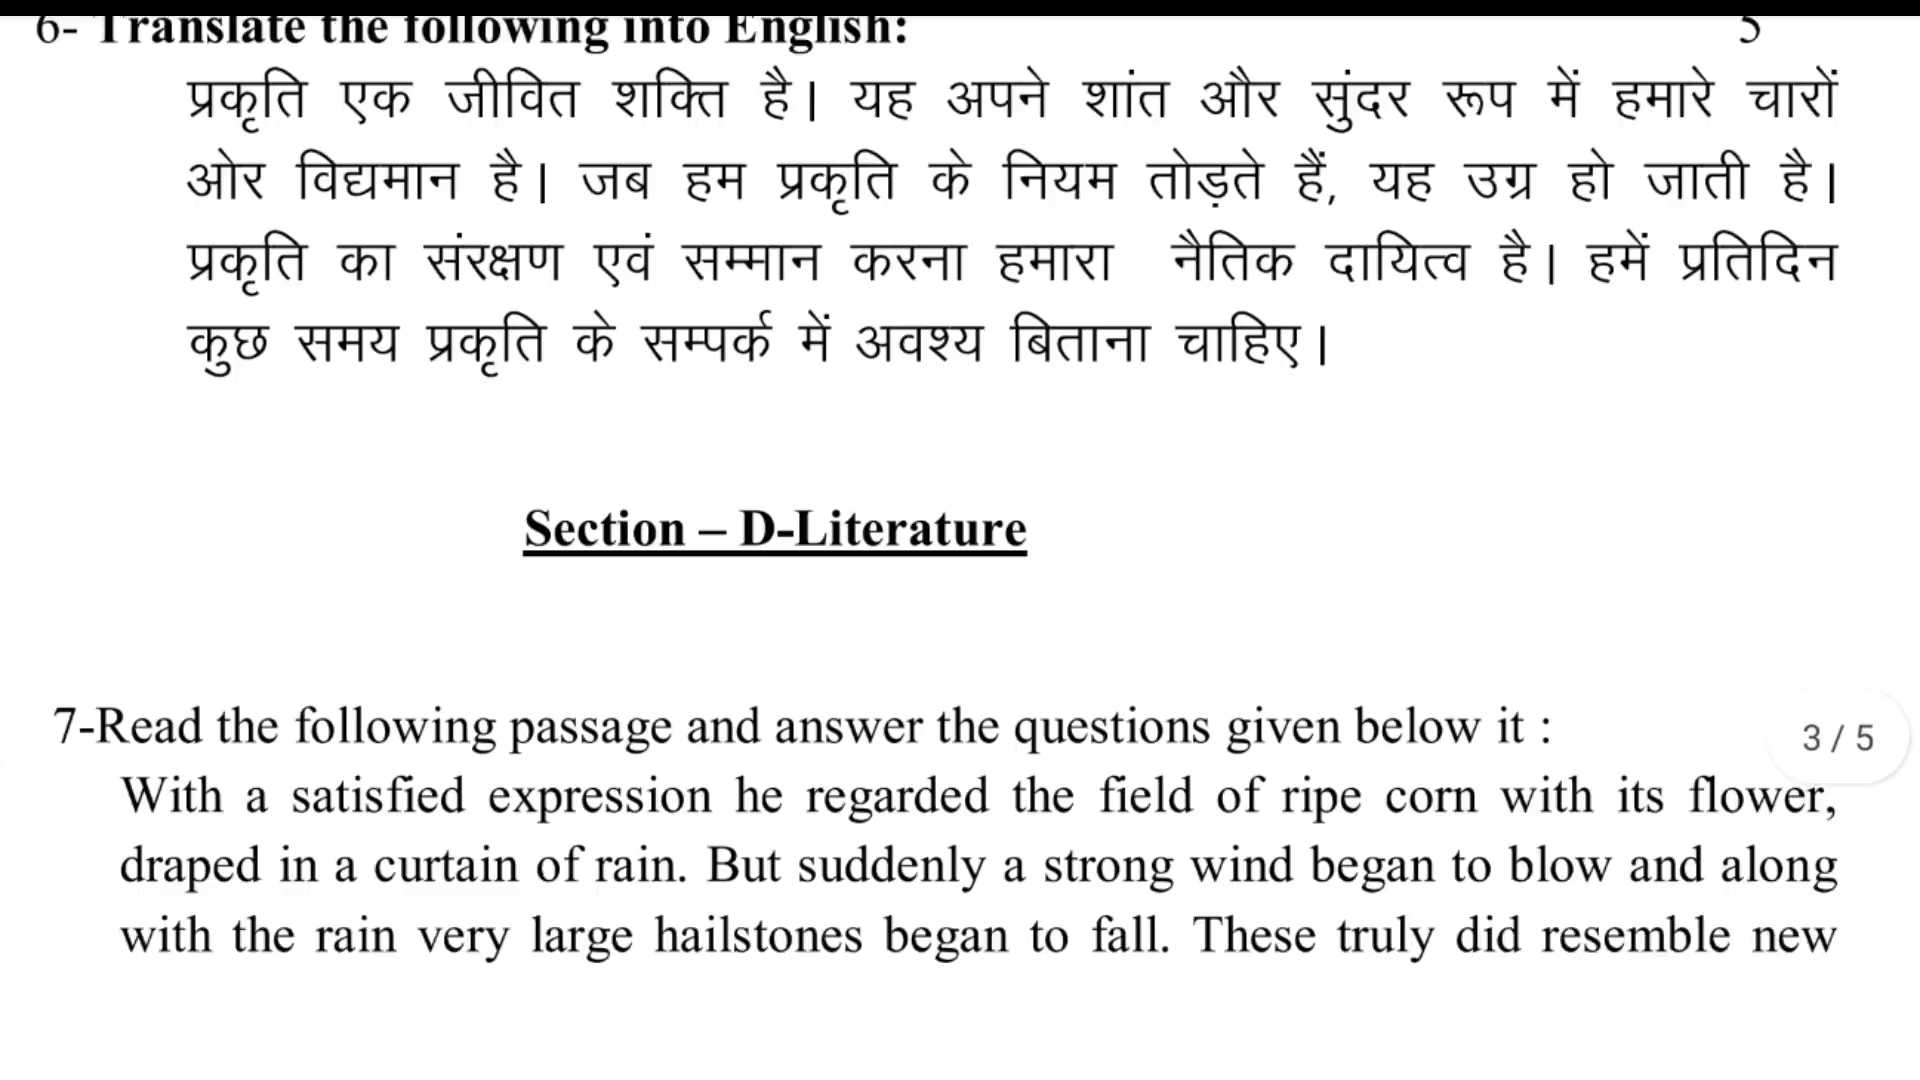 6- Translate the following into English: 5
प्रकृति एक जीवित शक्ति है। यह अपने शांत और सुंदर रूप में हमारे चारों
ओर विद्यमान है। जब हम प्रकृति के नियम तोड़ते हैं, यह उग्र हो जाती है।
प्रकृति का संरक्षण एवं सम्मान करना हमारा नैतिक दायित्व है। हमें प्रतिदिन
कुछ समय प्रकृति के सम्पर्क में अवश्य बिताना चाहिए।
Section – D-Literature
7-Read the following passage and answer the questions given below it :
3 / 5
With a satisfied expression he regarded the field of ripe corn with its flower,
draped in a curtain of rain. But suddenly a strong wind began to blow and along
with the rain very large hailstones began to fall. These truly did resemble new